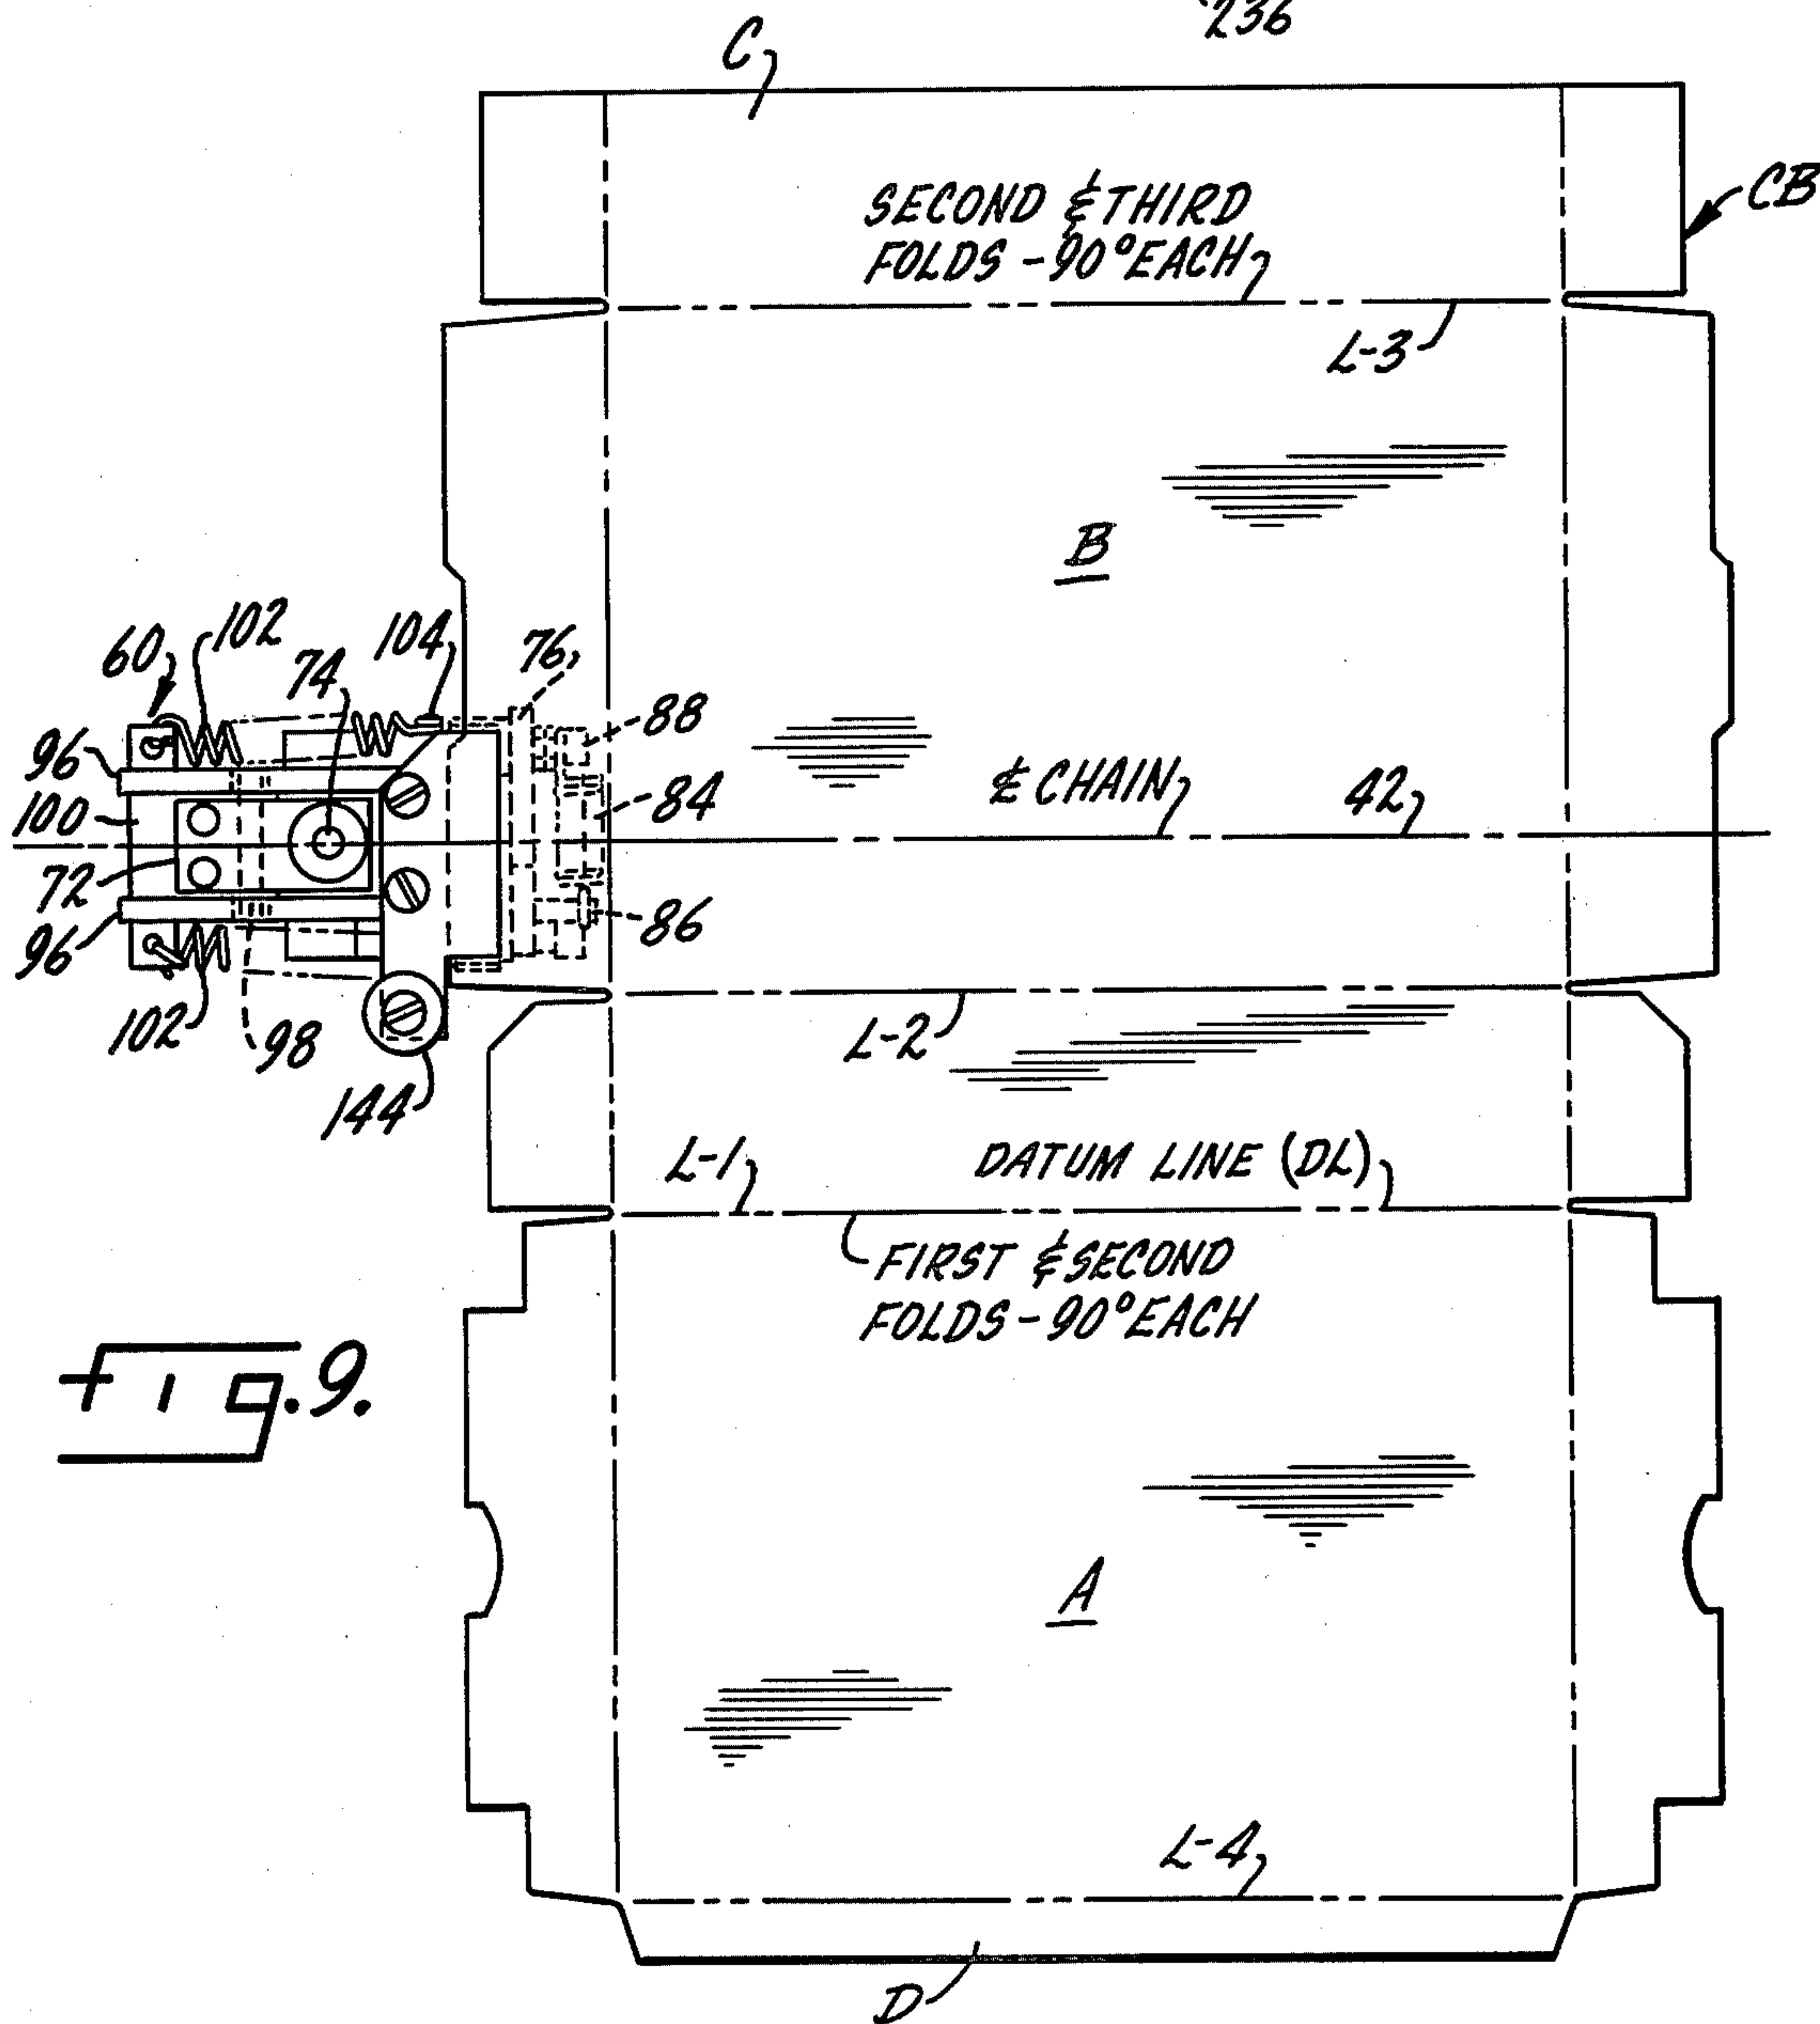 236
C
CB
SECOND & THIRD
FOLDS - 90° EACH
L-3
B
60
102
74
104
76
88
96
84
℄ CHAIN
42
100
72
86
96
102
98
L-2
144
L-1
DATUM LINE (DL)
FIRST & SECOND
FOLDS - 90° EACH
Fig. 9.
A
L-4
D